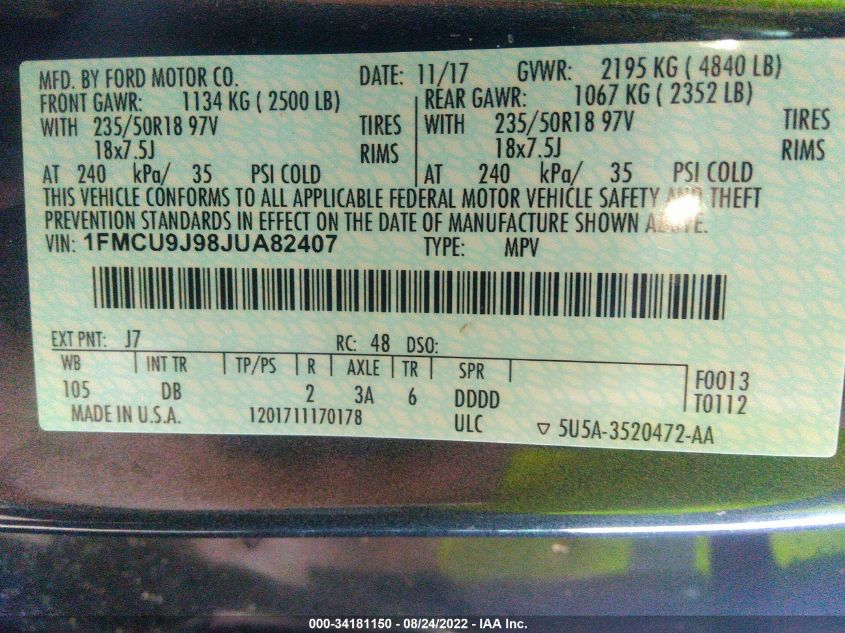 MFD. BY FORD MOTOR CO. DATE: 11/17 GVWR: 2195 KG ( 4840 LB)
FRONT GAWR: 1134 KG ( 2500 LB) REAR GAWR: 1067 KG ( 2352 LB)
WITH 235/50R18 97V TIRES WITH 235/50R18 97V TIRES
18x7.5J RIMS 18x7.5J RIMS
AT 240 kPa/ 35 PSI COLD AT 240 kPa/ 35 PSI COLD
THIS VEHICLE CONFORMS TO ALL APPLICABLE FEDERAL MOTOR VEHICLE SAFETY AND THEFT
PREVENTION STANDARDS IN EFFECT ON THE DATE OF MANUFACTURE SHOWN ABOVE.
VIN: 1FMCU9J98JUA82407 TYPE: MPV
EXT PNT: J7 RC: 48 DSO:
WB INT TR TP/PS R AXLE TR SPR
105 DB 2 3A 6 DDDD
F0013
T0112
MADE IN U.S.A. 1201711170178 ULC ▽ 5U5A-3520472-AA
000-34181150 - 08/24/2022 - IAA Inc.